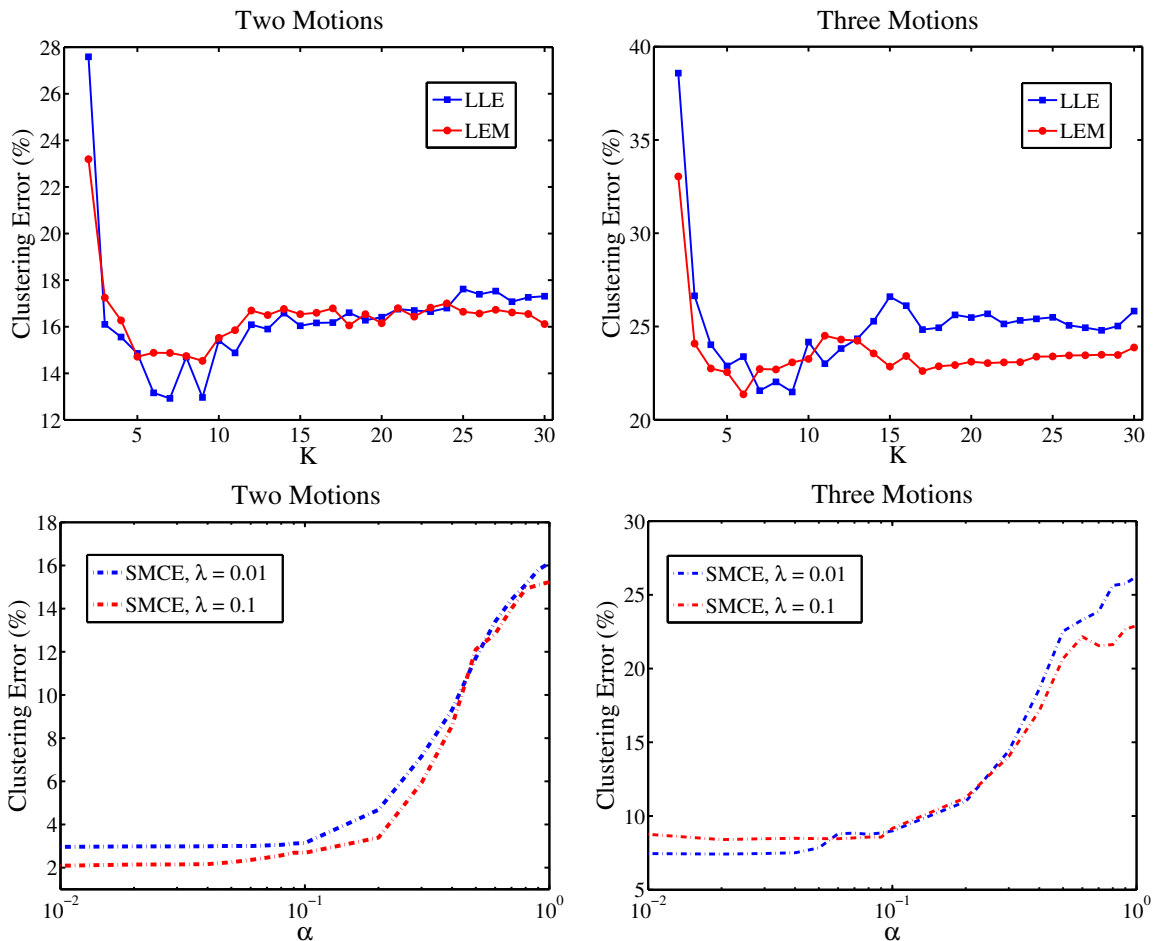 Two Motions
Clustering Error (%)
28
26
24
22
20
18
16
14
12
5
10
15
20
25
30
K
LLE
LEM
Three Motions
Clustering Error (%)
40
35
30
25
20
5
10
15
20
25
30
K
LLE
LEM
Two Motions
Clustering Error (%)
18
16
14
12
10
8
6
4
2
10⁻²
10⁻¹
10⁰
α
SMCE, λ = 0.01
SMCE, λ = 0.1
Three Motions
Clustering Error (%)
30
25
20
15
10
5
10⁻²
10⁻¹
10⁰
α
SMCE, λ = 0.01
SMCE, λ = 0.1